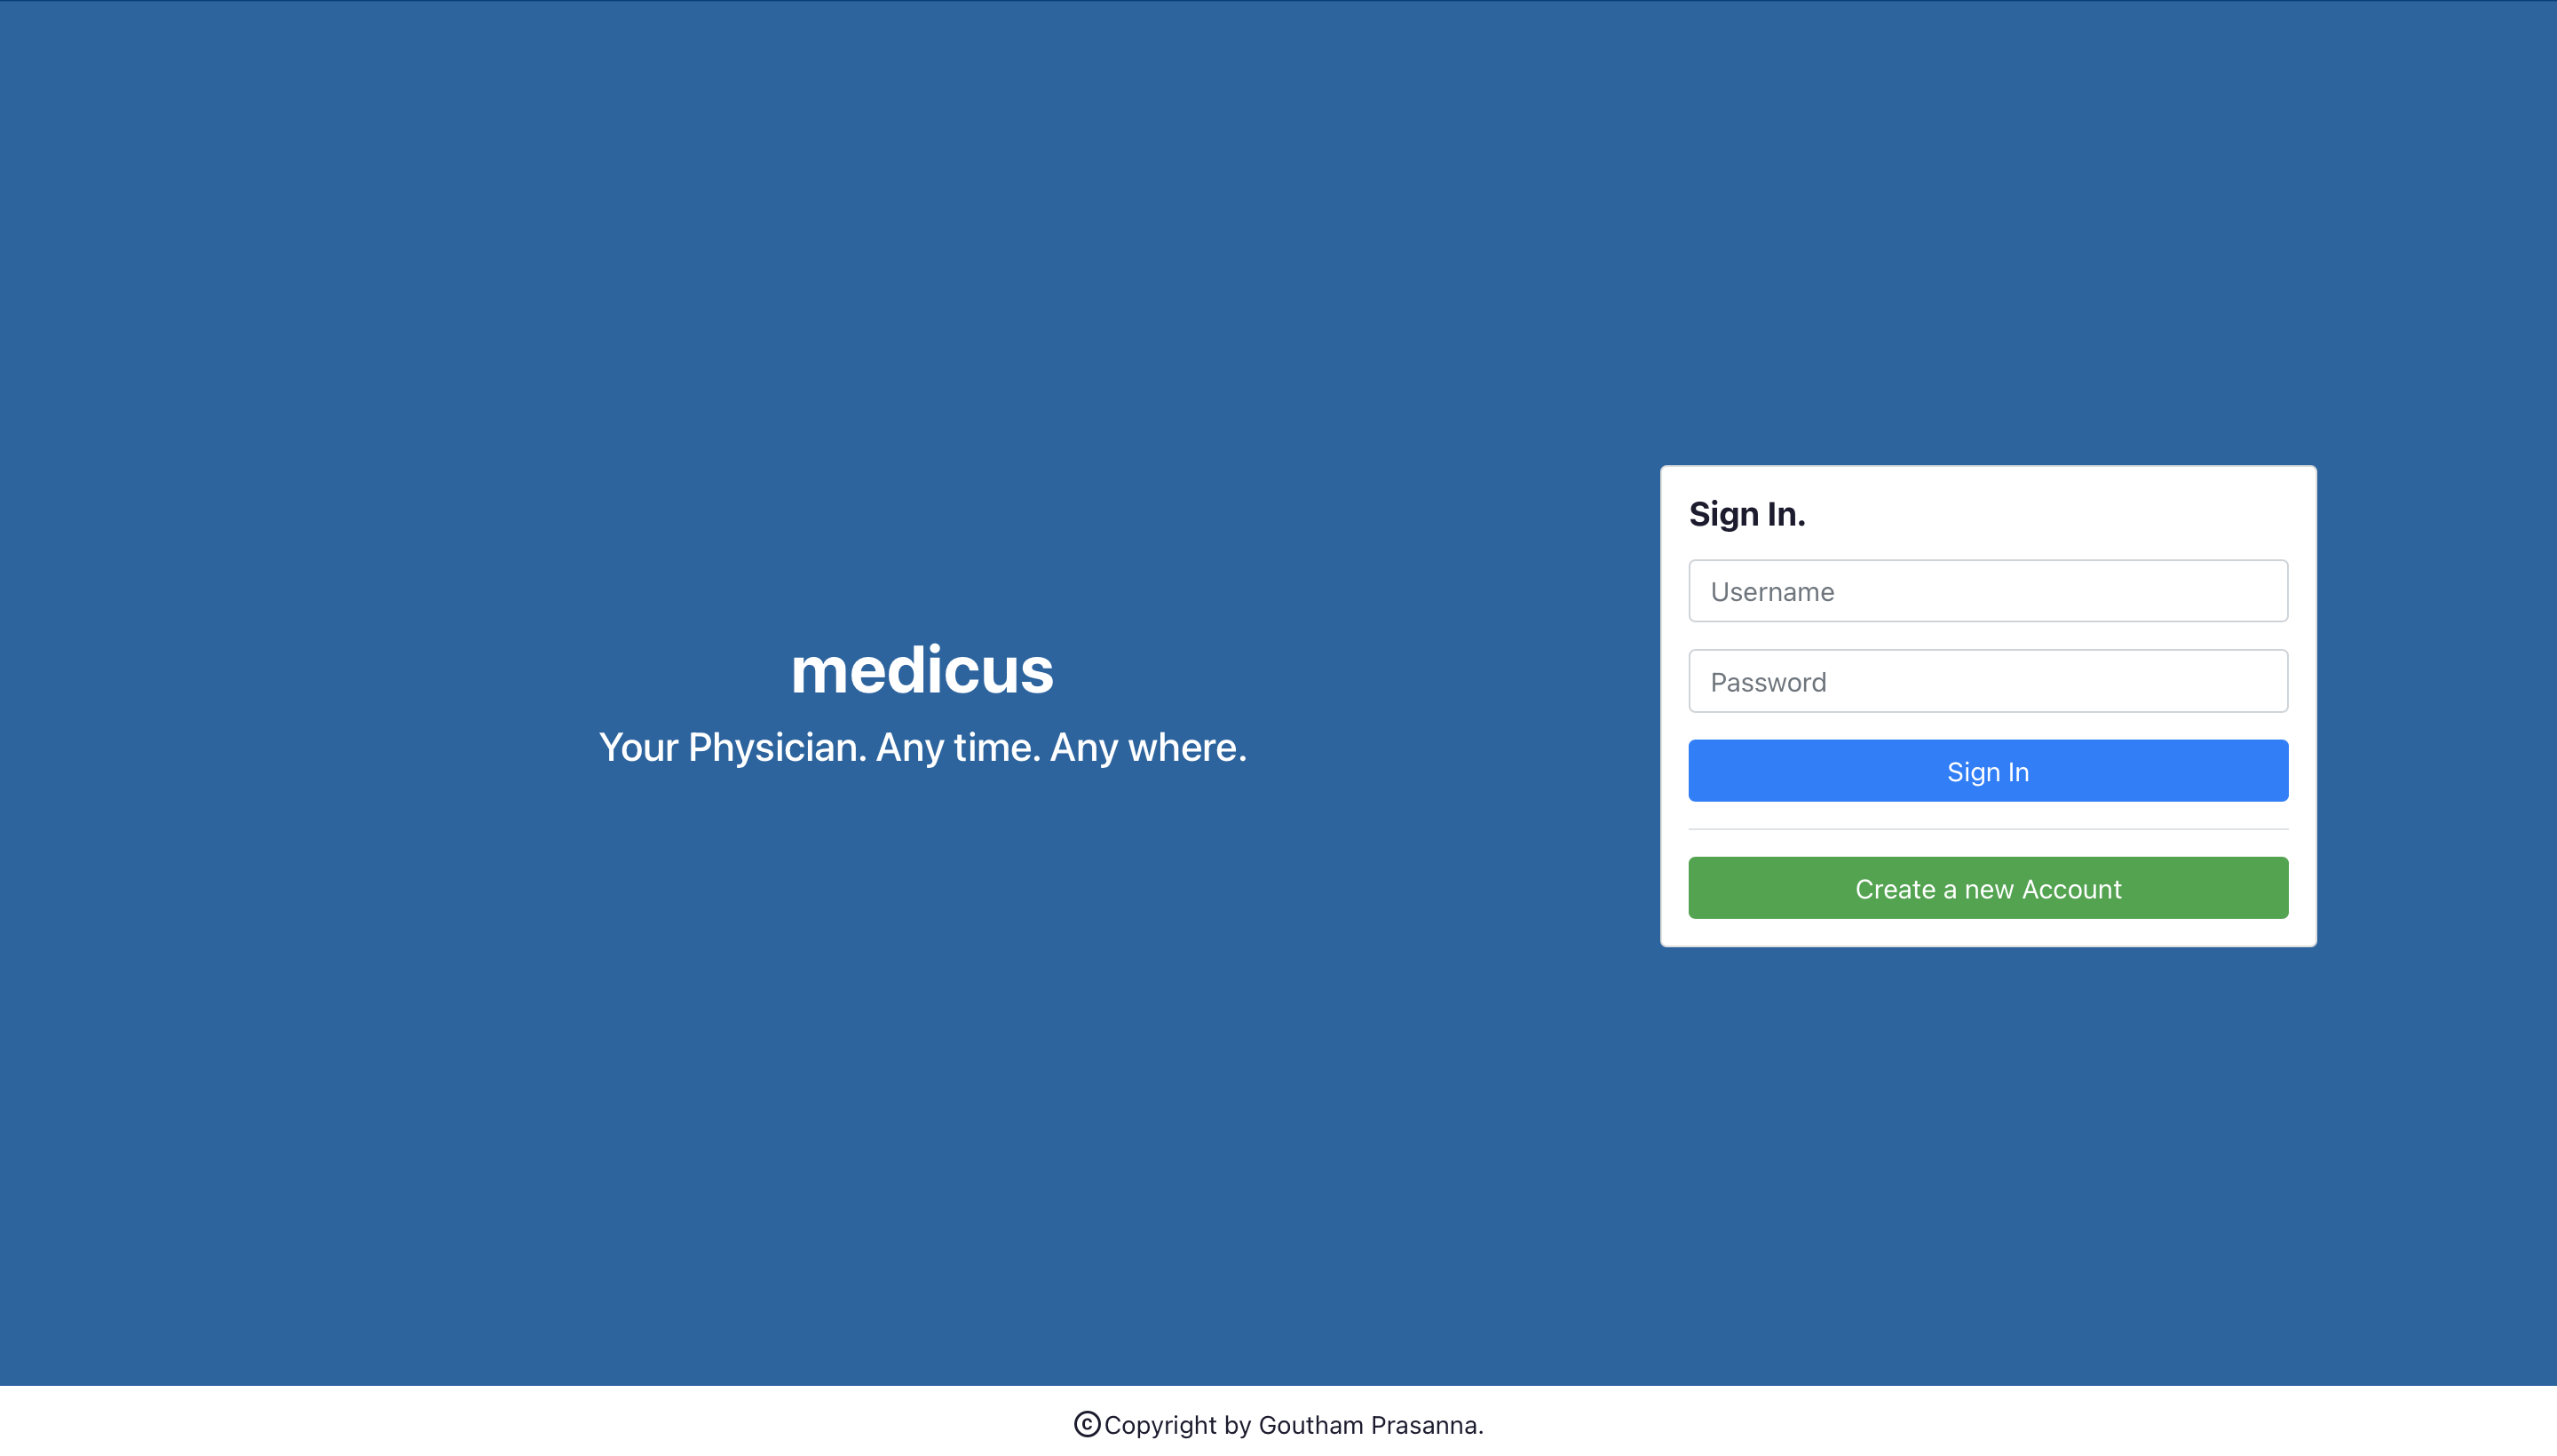 medicus
Your Physician. Any time. Any where.
Sign In.
Username
Password
Sign In
Create a new Account
©Copyright by Goutham Prasanna.